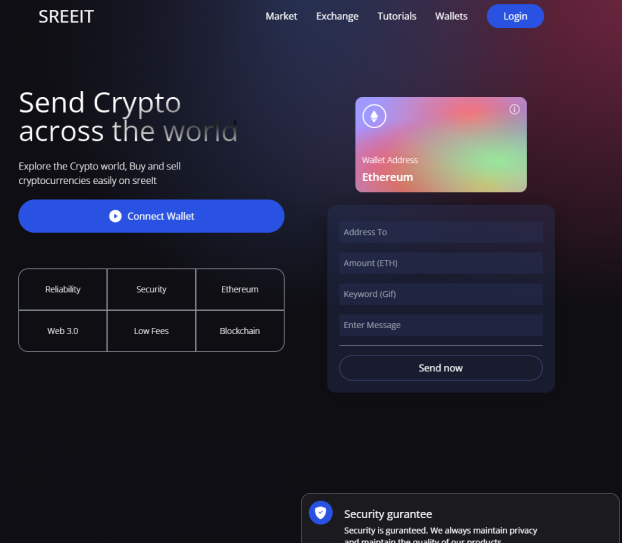 SREEIT
Market Exchange Tutorials Wallets Login
Send Crypto
across the world
Explore the Crypto world, Buy and sell
cryptocurrencies easily on sreeIt
Connect Wallet
Reliability Security Ethereum
Web 3.0 Low Fees Blockchain
Wallet Address
Ethereum
Address To
Amount (ETH)
Keyword (Gif)
Enter Message
Send now
Security gurantee
Security is guranteed. We always maintain privacy
and maintain the quality of our products